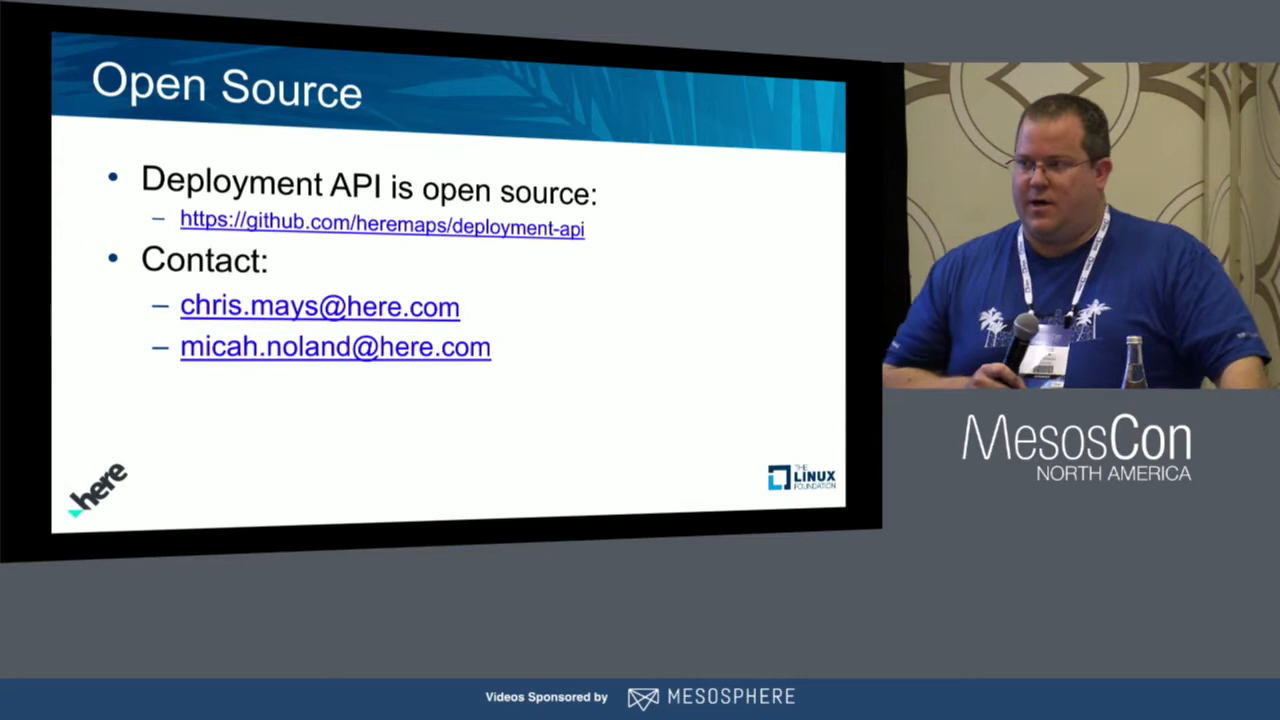 Open Source
• Deployment API is open source:
– https://github.com/heremaps/deployment-api
• Contact:
– chris.mays@here.com
– micah.noland@here.com
here
THE
LINUX
FOUNDATION
MesosCon
NORTH AMERICA
Videos Sponsored by MESOSPHERE